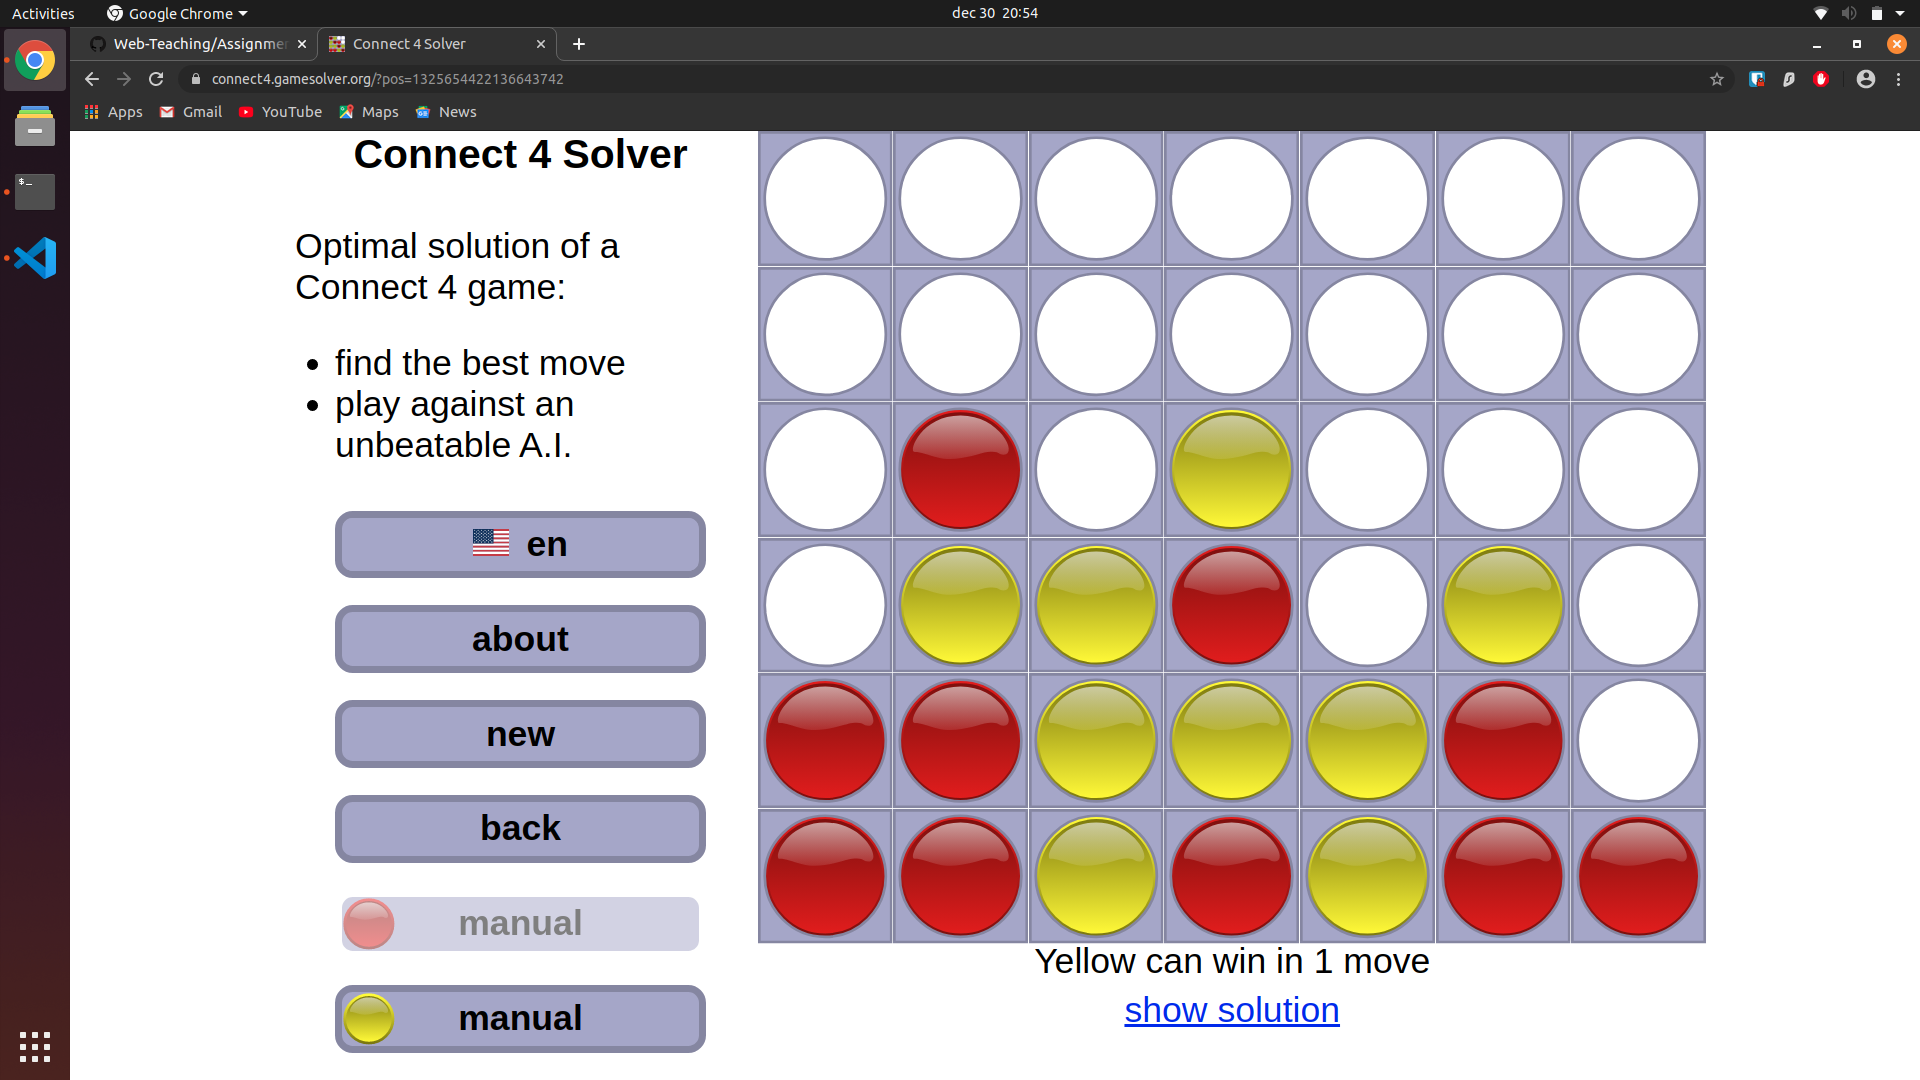 Activities
Google Chrome
dec 30 20:54
Web-Teaching/Assignmer
Connect 4 Solver
connect4.gamesolver.org/?pos=1325654422136643742
Apps
Gmail
YouTube
Maps
News
Connect 4 Solver
Optimal solution of a
Connect 4 game:
• find the best move
• play against an
unbeatable A.I.
en
about
new
back
manual
manual
Yellow can win in 1 move
show solution